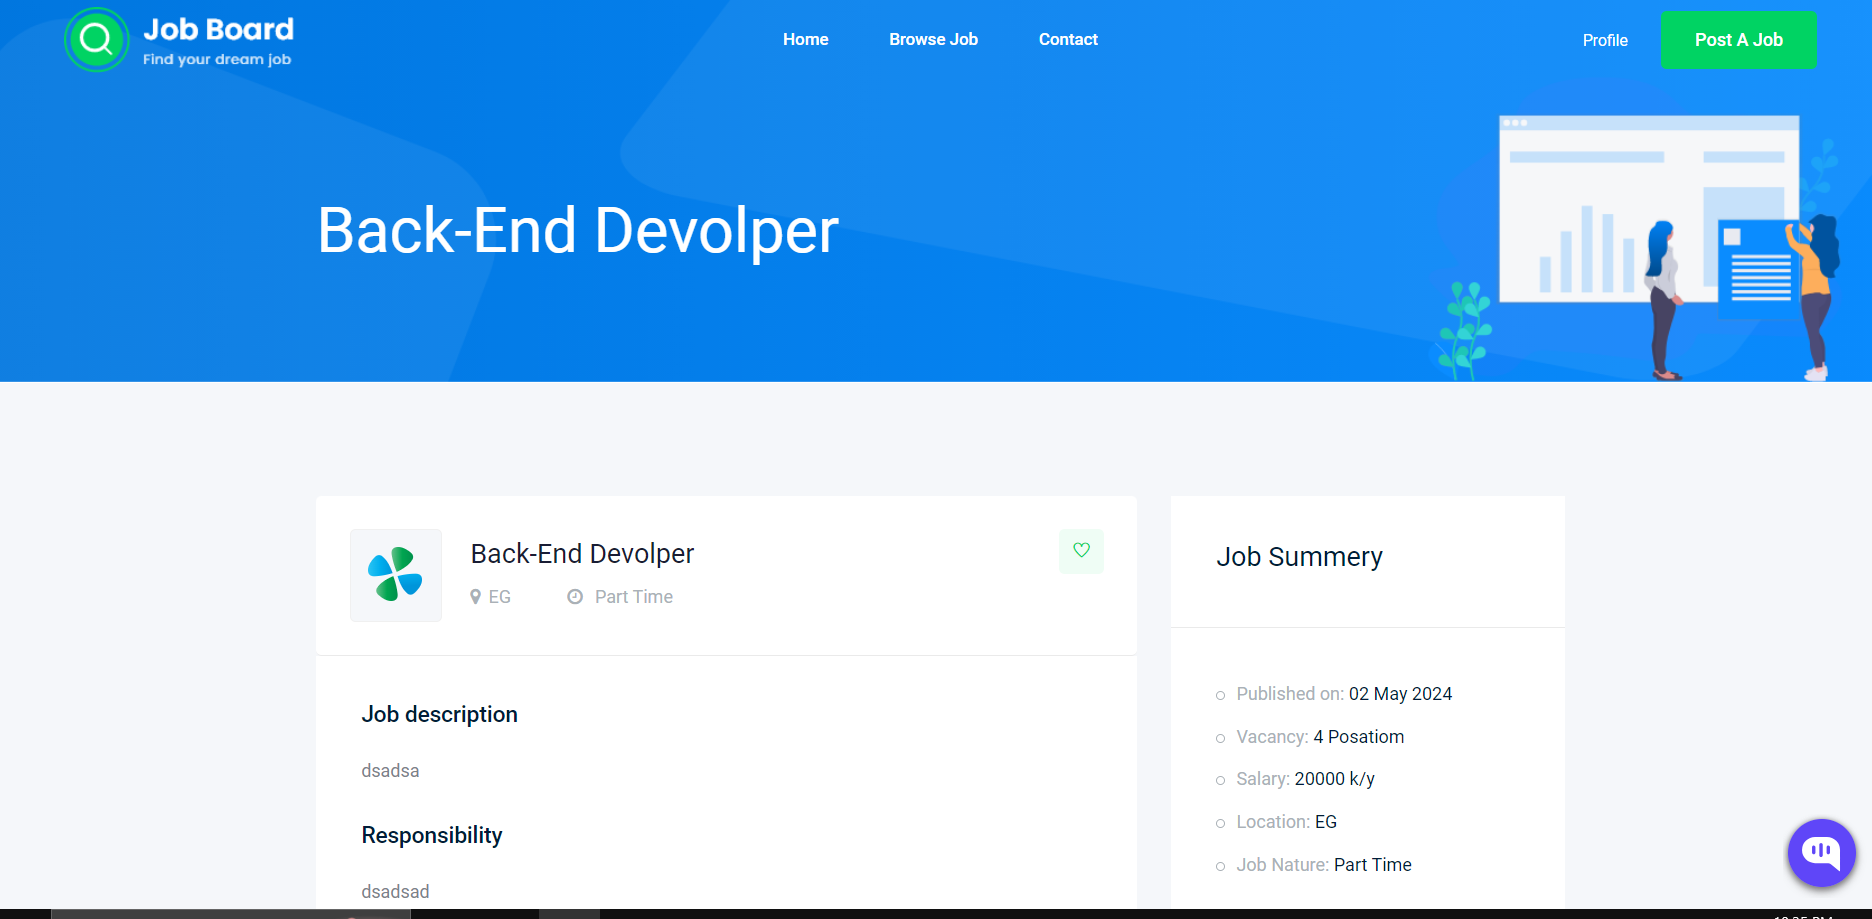 Job Board
Find your dream job
Home
Browse Job
Contact
Profile
Post A Job
Back-End Devolper
Back-End Devolper
EG
Part Time
Job description
dsadsa
Responsibility
dsadsad
Job Summery
Published on: 02 May 2024
Vacancy: 4 Posatiom
Salary: 20000 k/y
Location: EG
Job Nature: Part Time